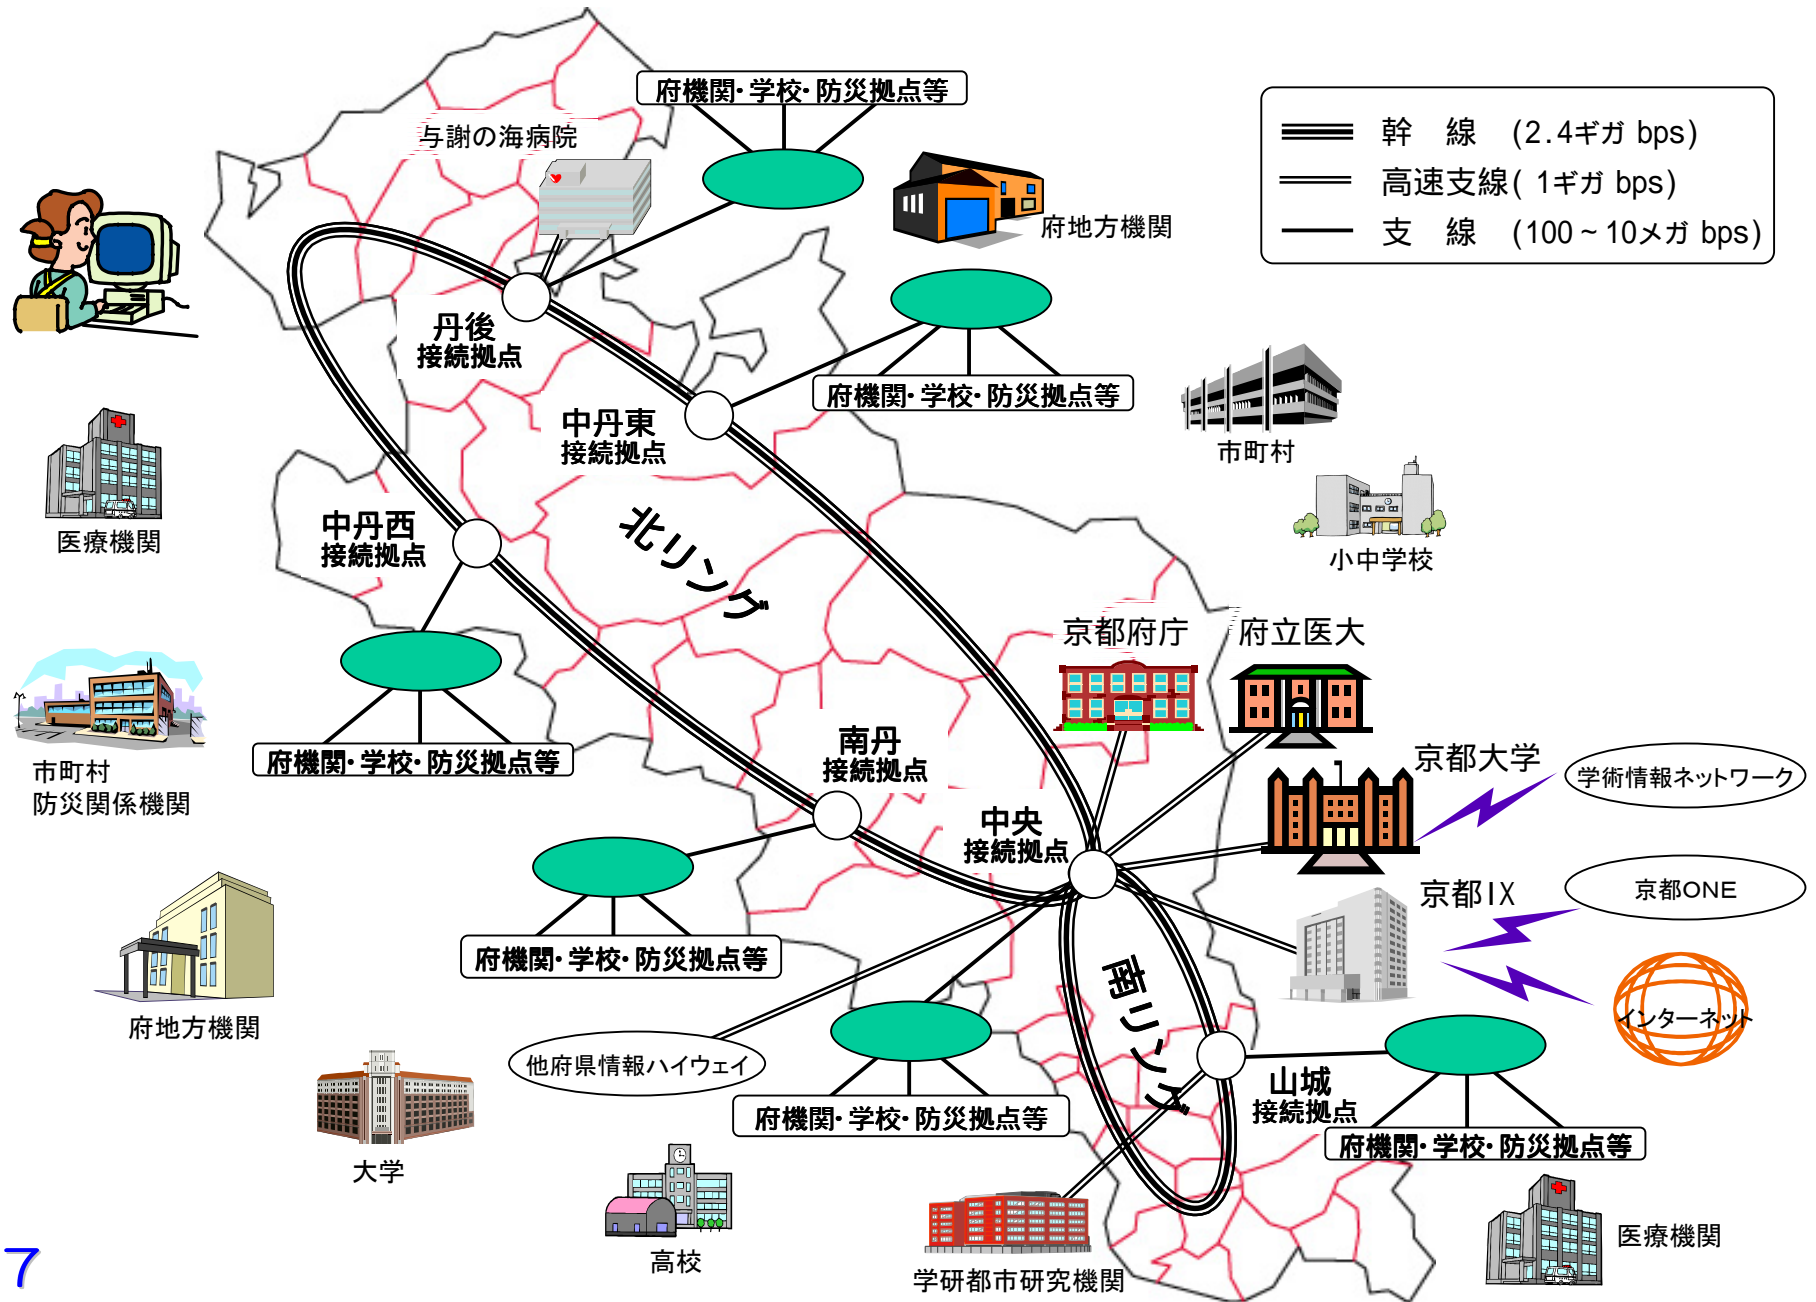 府機関・学校・防災拠点等
与謝の海病院
府地方機関
幹　線　(2.4ギガ bps)
高速支線( 1ギガ bps)
支　線　(100～10メガ bps)
丹後
接続拠点
府機関・学校・防災拠点等
中丹東
接続拠点
市町村
医療機関
中丹西
接続拠点
北リング
小中学校
京都府庁
府立医大
府機関・学校・防災拠点等
市町村
防災関係機関
南丹
接続拠点
京都大学
学術情報ネットワーク
中央
接続拠点
京都IX
京都ONE
府機関・学校・防災拠点等
南リング
インターネット
府地方機関
他府県情報ハイウェイ
山城
接続拠点
府機関・学校・防災拠点等
府機関・学校・防災拠点等
大学
高校
学研都市研究機関
医療機関
7